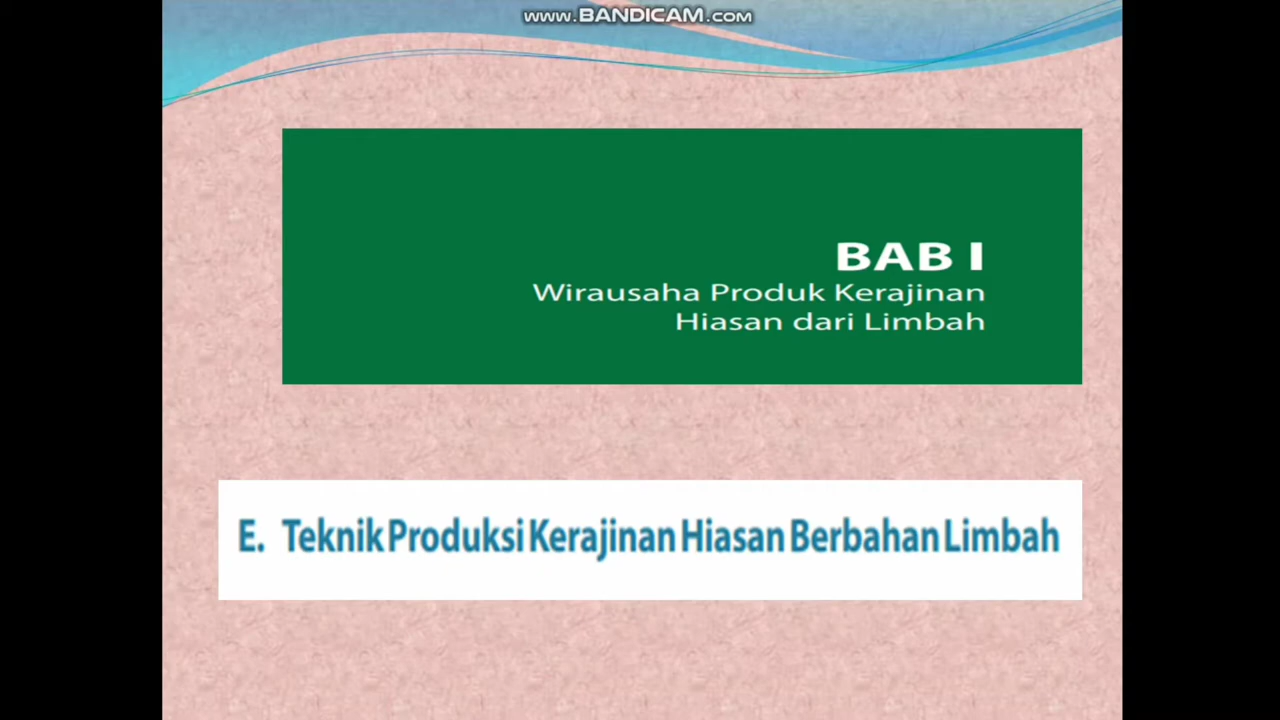 www.BANDICAM.com
BAB I
Wirausaha Produk Kerajinan
Hiasan dari Limbah
E. Teknik Produksi Kerajinan Hiasan Berbahan Limbah